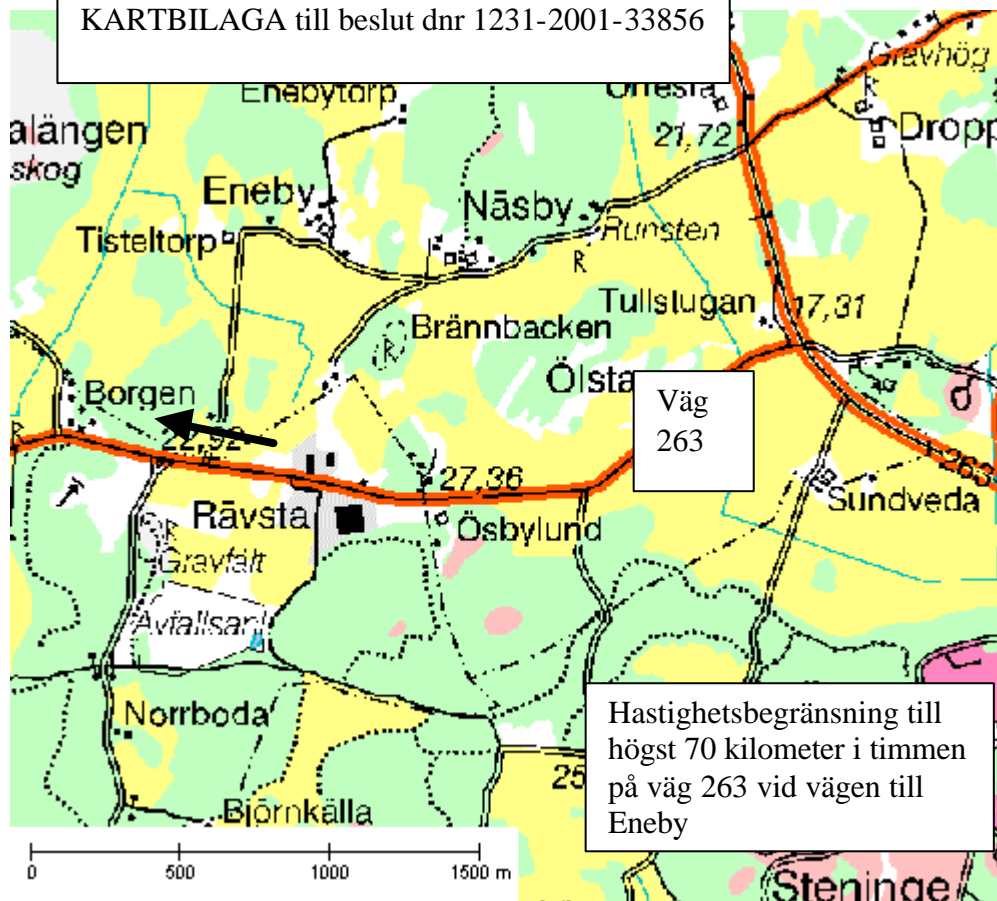 KARTBILAGA till beslut dnr 1231-2001-33856
Gravhög
Enebytorp
R
alängen
skog
21,72
Dropp
Eneby
Näsby
Tisteltorp
Runsten
R
Tullstugan
17,31
Brännbacken
R
Ölsta
Väg
263
Borgen
22,92
R
27,36
263
Sundveda
Rävsta
Ösbylund
R
Gravfält
Avfallsanl
Norrboda
Hastighetsbegränsning till
högst 70 kilometer i timmen
på väg 263 vid vägen till
Eneby
25
Björnkälla
0 500 1000 1500 m
Steninge